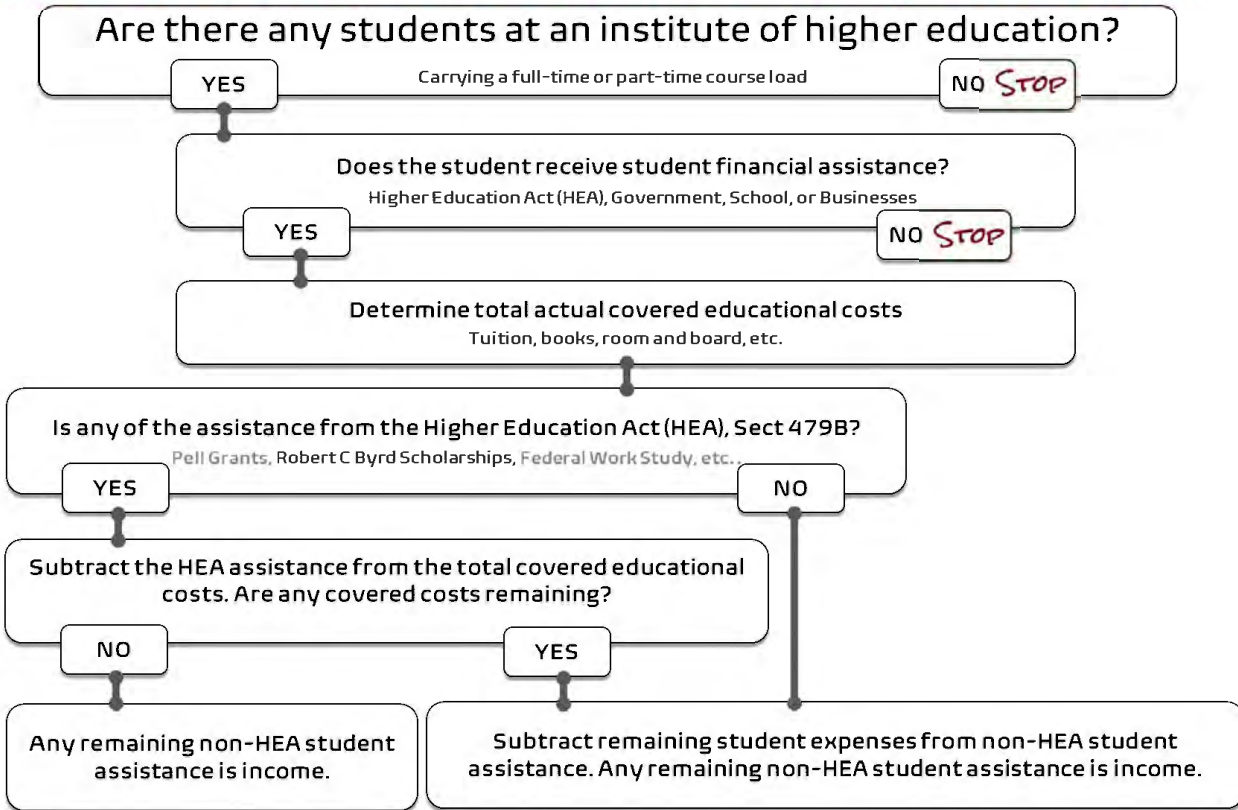 Are there any students at an institute of higher education?
Carrying a full-time or part-time course load
YES
NO STOP
Does the student receive student financial assistance?
Higher Education Act (HEA), Government, School, or Businesses
YES
NO STOP
Determine total actual covered educational costs
Tuition, books, room and board, etc.
Is any of the assistance from the Higher Education Act (HEA), Sect 479B?
Pell Grants, Robert C Byrd Scholarships, Federal Work Study, etc..
YES
NO
Subtract the HEA assistance from the total covered educational
costs. Are any covered costs remaining?
NO
YES
Any remaining non-HEA student
assistance is income.
Subtract remaining student expenses from non-HEA student
assistance. Any remaining non-HEA student assistance is income.